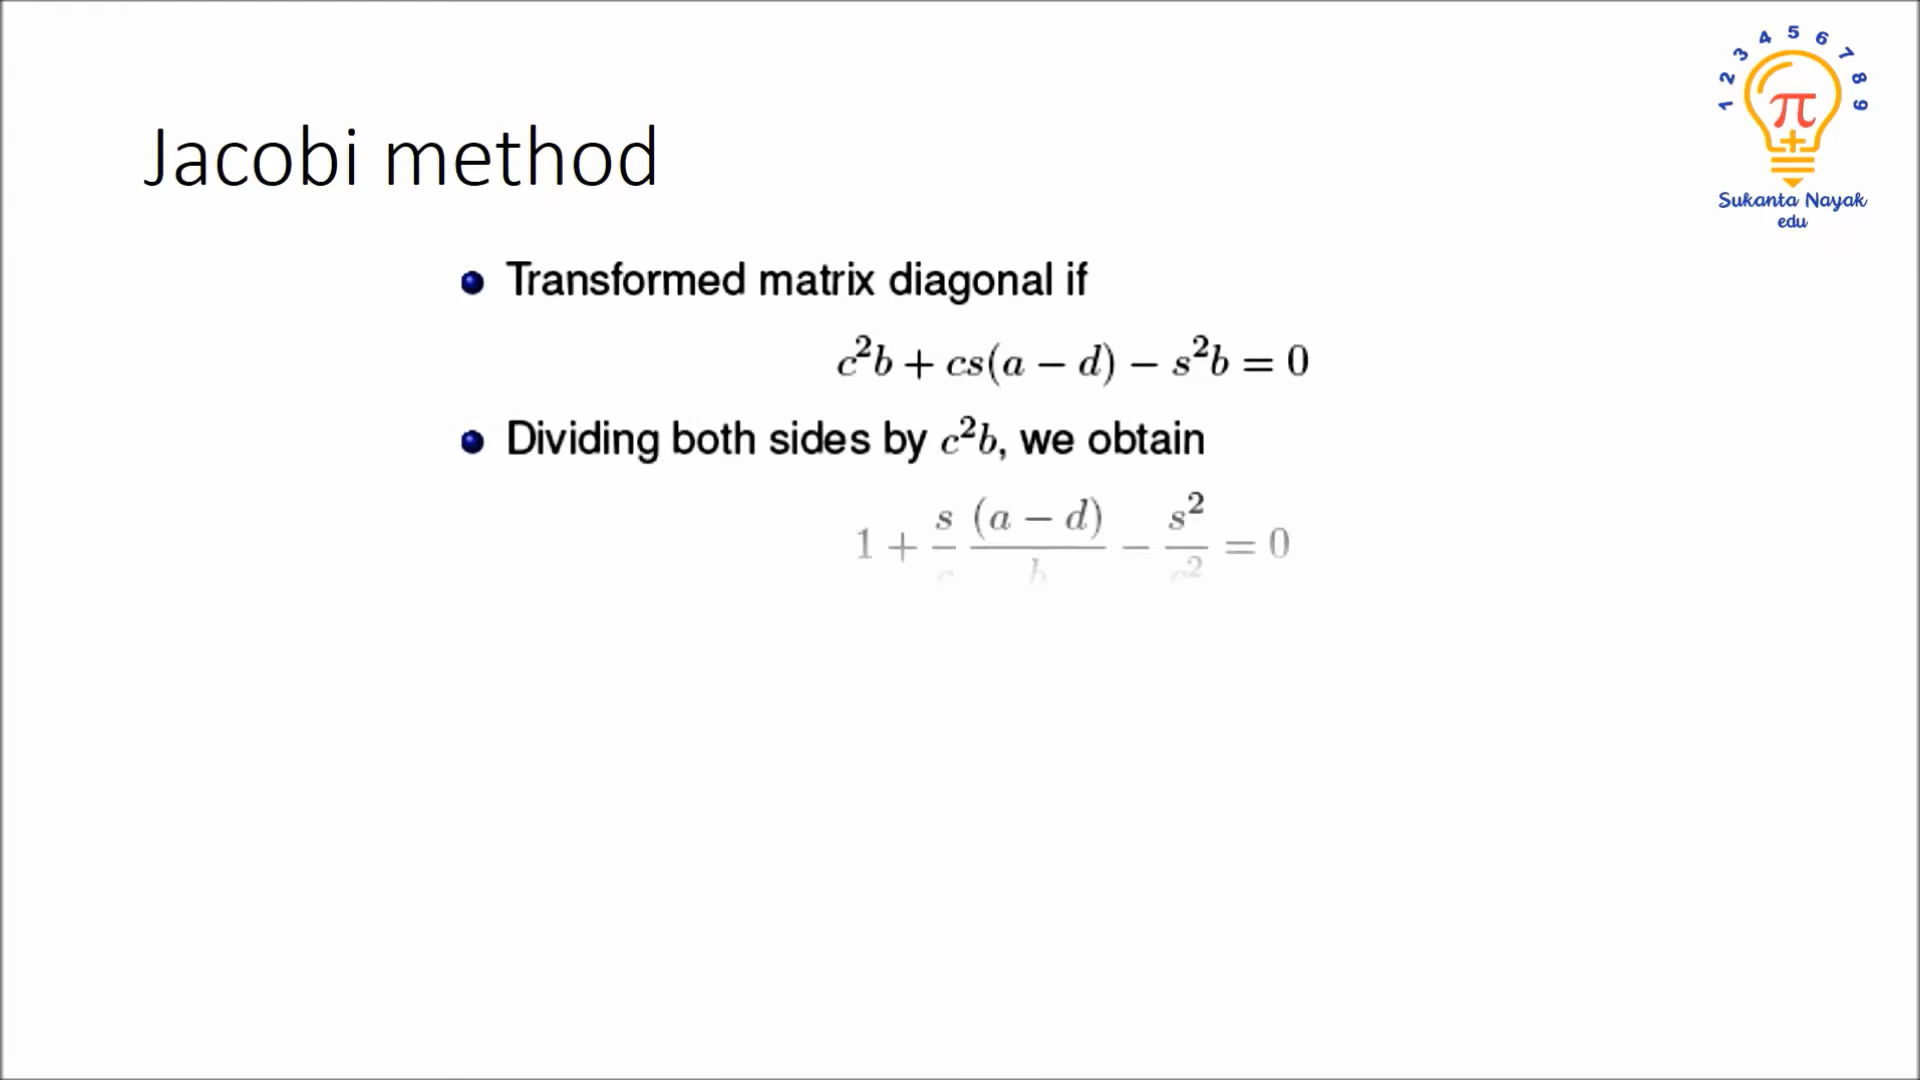 1 2 3 4 5 6 7 8 9
π
+
Sukanta Nayak
edu
Jacobi method
Transformed matrix diagonal if
c²b + cs(a − d) − s²b = 0
Dividing both sides by c²b, we obtain
1 + s/c (a − d)/b − s²/c² = 0